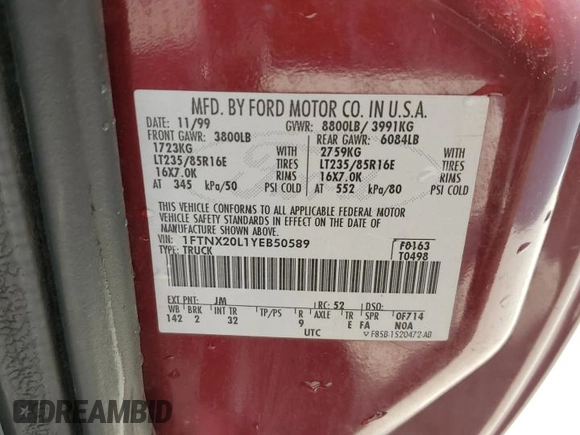 MFD. BY FORD MOTOR CO. IN U.S.A.
DATE: 11/99 GVWR: 8800LB/ 3991KG
FRONT GAWR: 3800LB REAR GAWR: 6084LB
1723KG WITH 2759KG WITH
LT235/85R16E TIRES LT235/85R16E TIRES
16X7.0K RIMS 16X7.0K RIMS
AT 345 kPa/50 PSI COLD AT 552 kPa/80 PSI COLD
THIS VEHICLE CONFORMS TO ALL APPLICABLE FEDERAL MOTOR
VEHICLE SAFETY STANDARDS IN EFFECT ON THE DATE OF
MANUFACTURE SHOWN ABOVE.
VIN: 1FTNX20L1YEB50589 F0163
TYPE: TRUCK T0498
EXT PNT: JM RC: 52 DSO:
WB BRK INT TR TP/PS R AXLE TR SPR 0F714
142 2 32 9 E FA N0A
UTC F85B-1520472-AB
DREAMBID